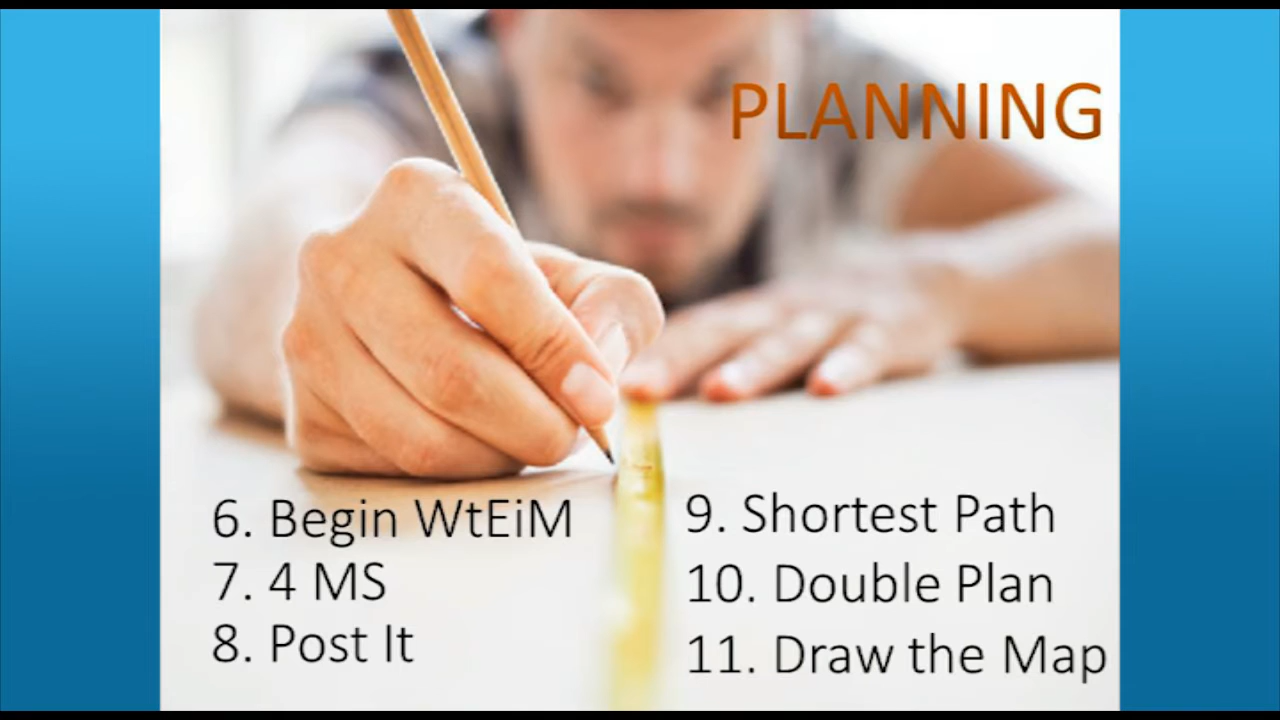 PLANNING
6. Begin WtEiM
7. 4 MS
8. Post It
9. Shortest Path
10. Double Plan
11. Draw the Map